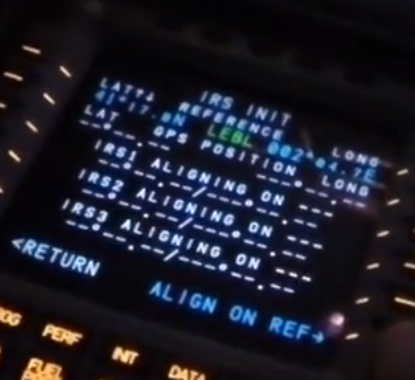 IRS INIT
LAT↑↓ REFERENCE LONG
41°17.8N LEBL 002°04.7E
LAT GPS POSITION LONG
--°--.-- ---°--.--
IRS1 ALIGNING ON ---
--°--.--/---°--.--
IRS2 ALIGNING ON ---
--°--.--/---°--.--
IRS3 ALIGNING ON ---
--°--.--/---°--.--
<RETURN
ALIGN ON REF→
PERF INIT DATA
FUEL